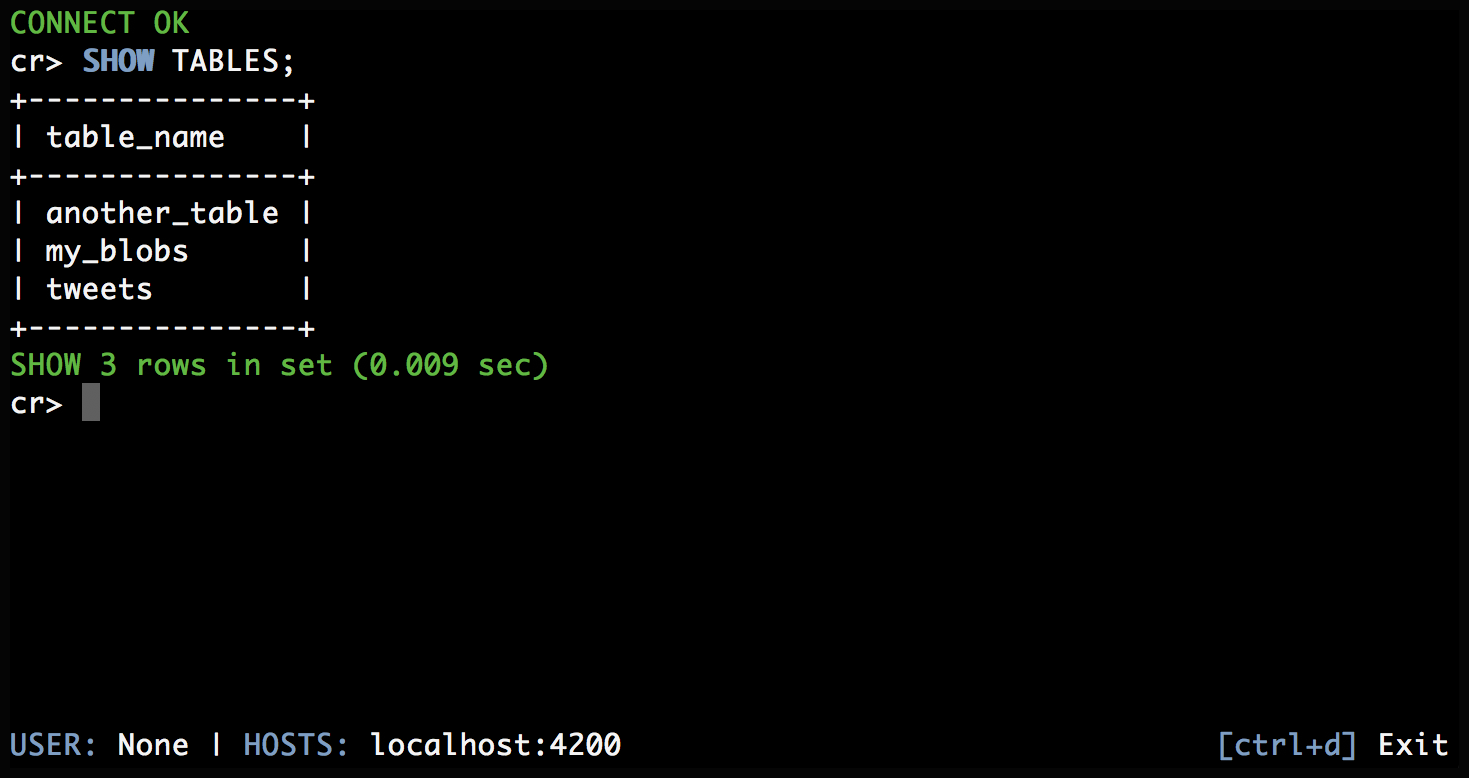 CONNECT OK
cr> SHOW TABLES;
+---------------+
| table_name    |
+---------------+
| another_table |
| my_blobs      |
| tweets        |
+---------------+
SHOW 3 rows in set (0.009 sec)
cr>
USER: None | HOSTS: localhost:4200 [ctrl+d] Exit